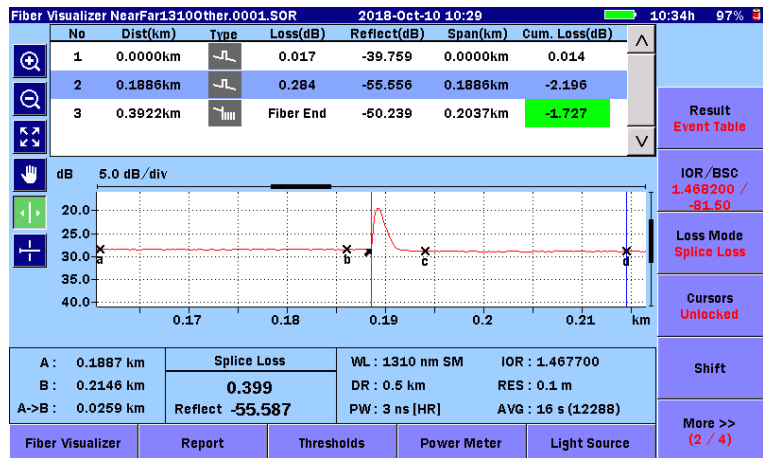 Fiber Visualizer NearFar1310Other.0001.SOR 2018-Oct-10 10:29 10:34h 97%
No Dist(km) Type Loss(dB) Reflect(dB) Span(km) Cum. Loss(dB)
1 0.0000km 0.017 -39.759 0.0000km 0.014
2 0.1886km 0.284 -55.556 0.1886km -2.196
3 0.3922km Fiber End -50.239 0.2037km -1.727
Result
Event Table
dB 5.0 dB/div
IOR/BSC
1.468200 /
-81.50
20.0
25.0
30.0
35.0
40.0
a b c d
0.17 0.18 0.19 0.2 0.21 km
Loss Mode
Splice Loss
Cursors
Unlocked
A: 0.1887 km
B: 0.2146 km
A->B: 0.0259 km
Splice Loss
0.399
Reflect -55.587
WL: 1310 nm SM IOR: 1.467700
DR: 0.5 km RES: 0.1 m
PW: 3 ns [HR] AVG: 16 s (12288)
Shift
More >>
(2 / 4)
Fiber Visualizer Report Thresholds Power Meter Light Source